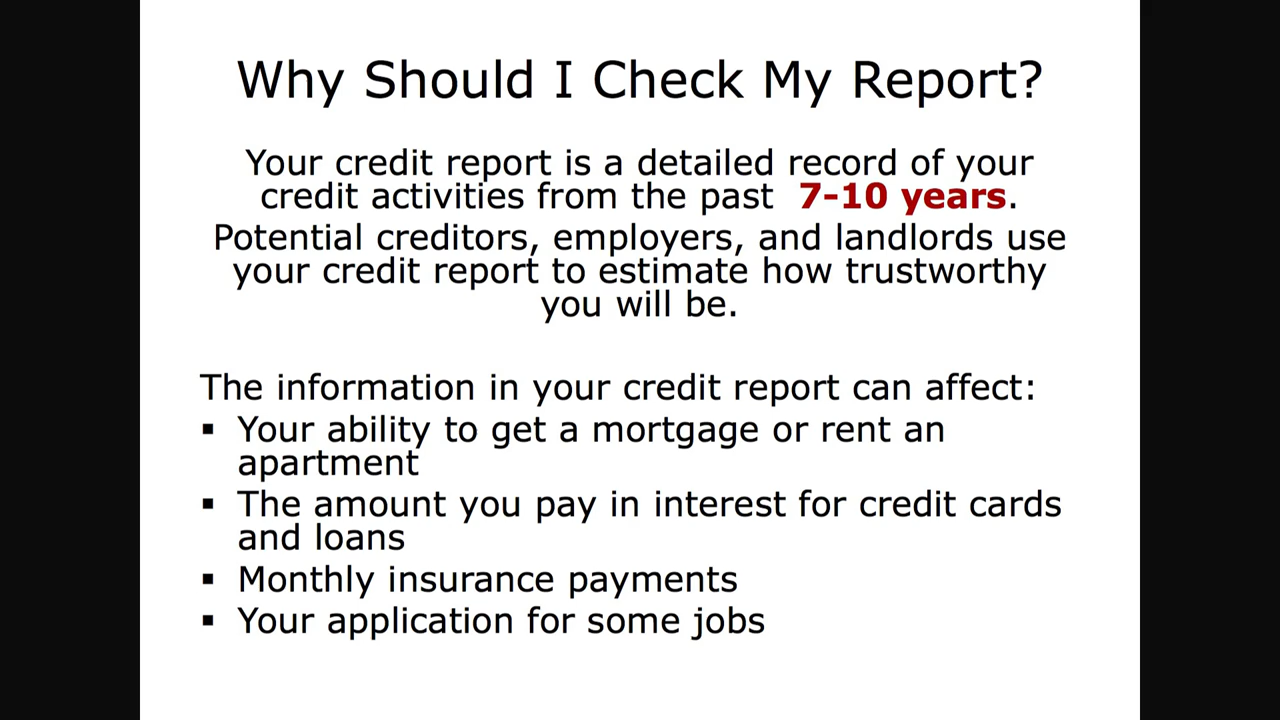 Why Should I Check My Report?
Your credit report is a detailed record of your
credit activities from the past 7-10 years.
Potential creditors, employers, and landlords use
your credit report to estimate how trustworthy
you will be.
The information in your credit report can affect:
▪ Your ability to get a mortgage or rent an
apartment
▪ The amount you pay in interest for credit cards
and loans
▪ Monthly insurance payments
▪ Your application for some jobs